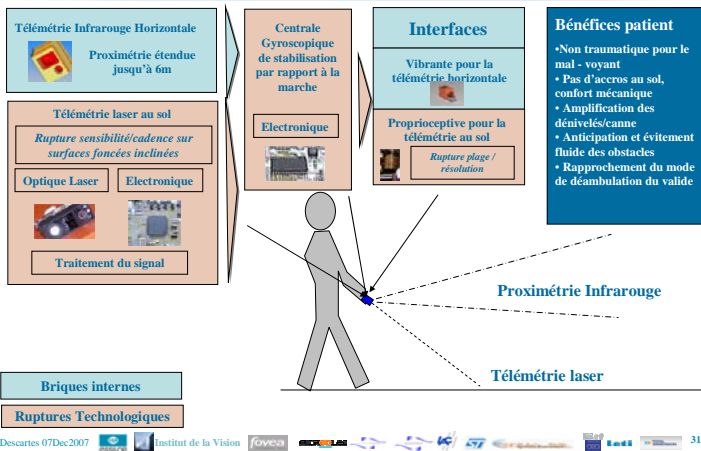 Télémétrie Infrarouge Horizontale
Proximétrie étendue
jusqu'à 6m
Télémétrie laser au sol
Rupture sensibilité/cadence sur
surfaces foncées inclinées
Optique Laser
Electronique
Traitement du signal
Centrale
Gyroscopique
de stabilisation
par rapport à la
marche
Electronique
Interfaces
Vibrante pour la
télémétrie horizontale
Proprioceptive pour la
télémétrie au sol
Rupture plage /
résolution
Bénéfices patient
•Non traumatique pour le
mal - voyant
• Pas d'accros au sol,
confort mécanique
• Amplification des
dénivelés/canne
• Anticipation et évitement
fluide des obstacles
• Rapprochement du mode
de déambulation du valide
Proximétrie Infrarouge
Télémétrie laser
Briques internes
Ruptures Technologiques
Descartes 07Dec2007
Institut de la Vision
fovea
Leti
31